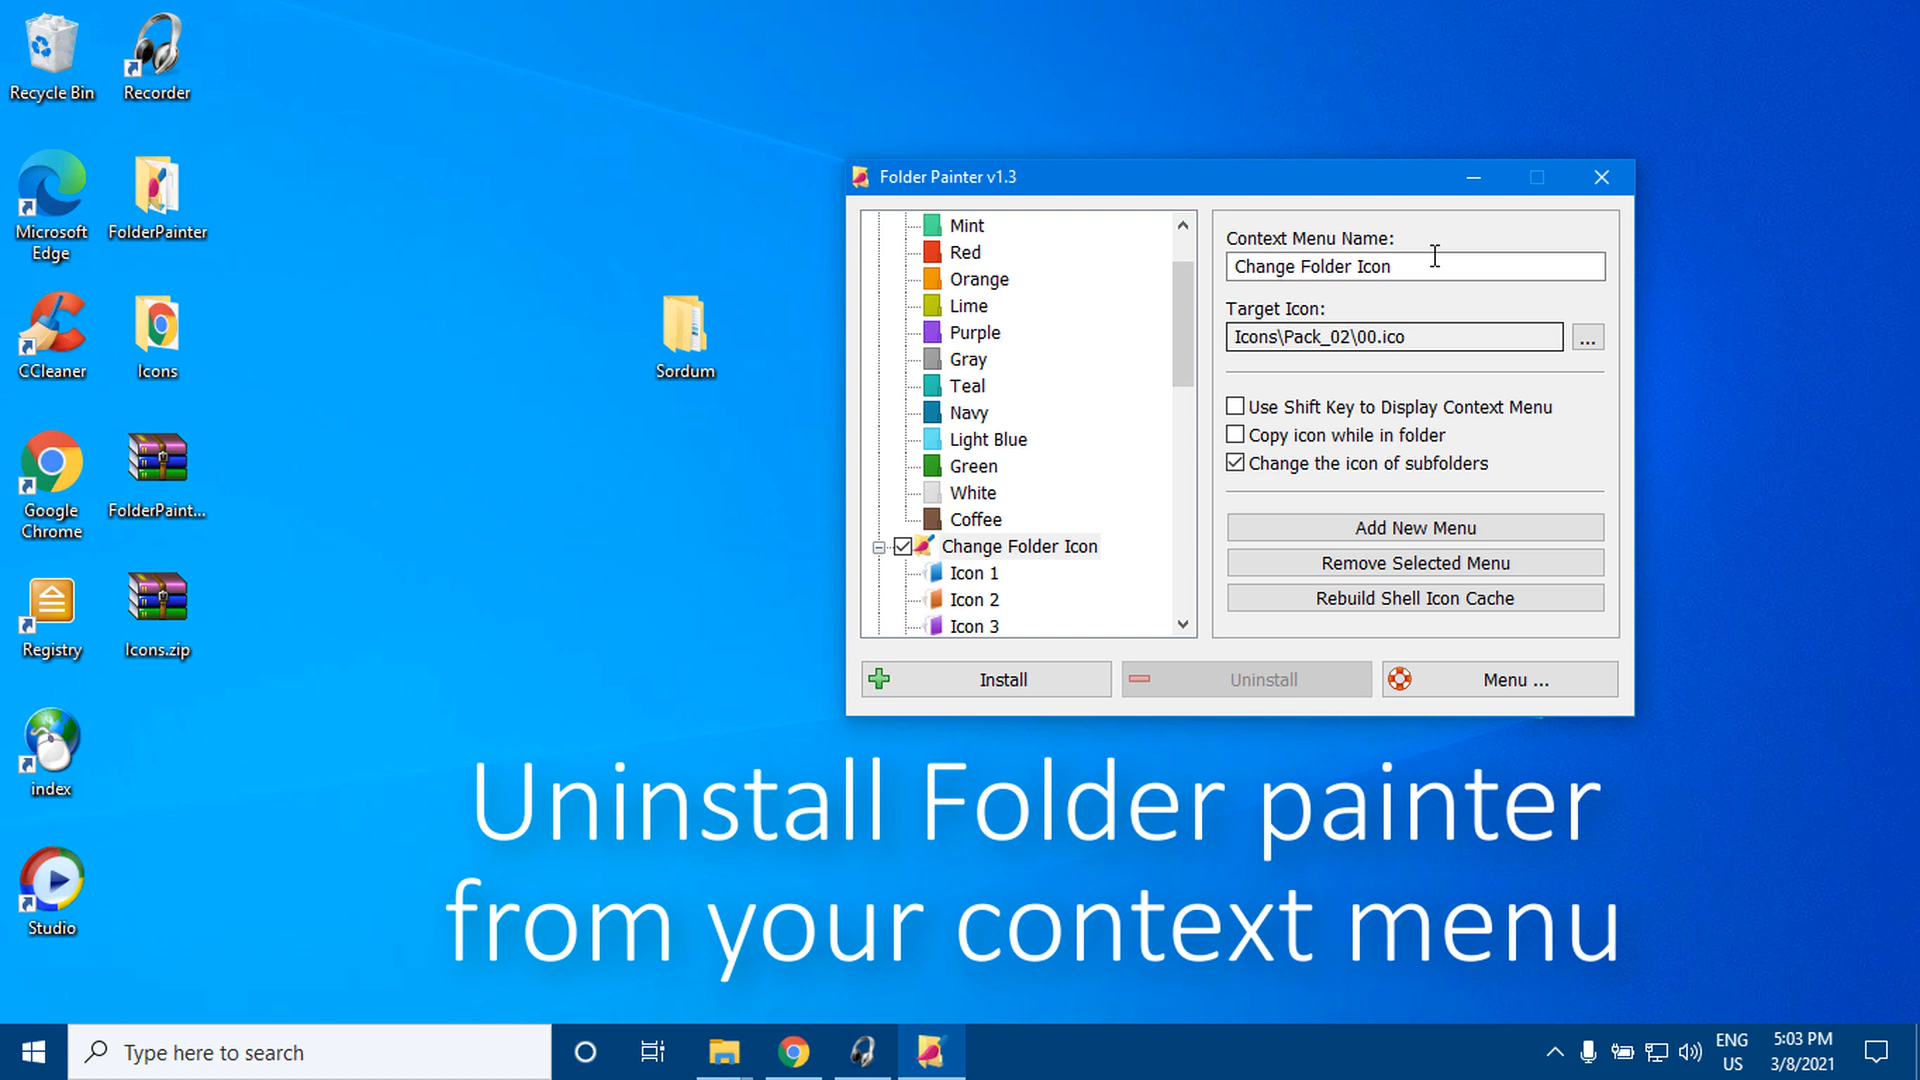 Recycle Bin
Recorder
Microsoft
Edge
FolderPainter
CCleaner
Icons
Google
Chrome
FolderPaint...
Registry
Icons.zip
index
Studio
Sordum
Folder Painter v1.3
Mint
Red
Orange
Lime
Purple
Gray
Teal
Navy
Light Blue
Green
White
Coffee
Change Folder Icon
Icon 1
Icon 2
Icon 3
Context Menu Name:
Change Folder Icon
Target Icon:
Icons\Pack_02\00.ico
...
Use Shift Key to Display Context Menu
Copy icon while in folder
Change the icon of subfolders
Add New Menu
Remove Selected Menu
Rebuild Shell Icon Cache
Install
Uninstall
Menu ...
Uninstall Folder painter
from your context menu
Type here to search
ENG
US
5:03 PM
3/8/2021